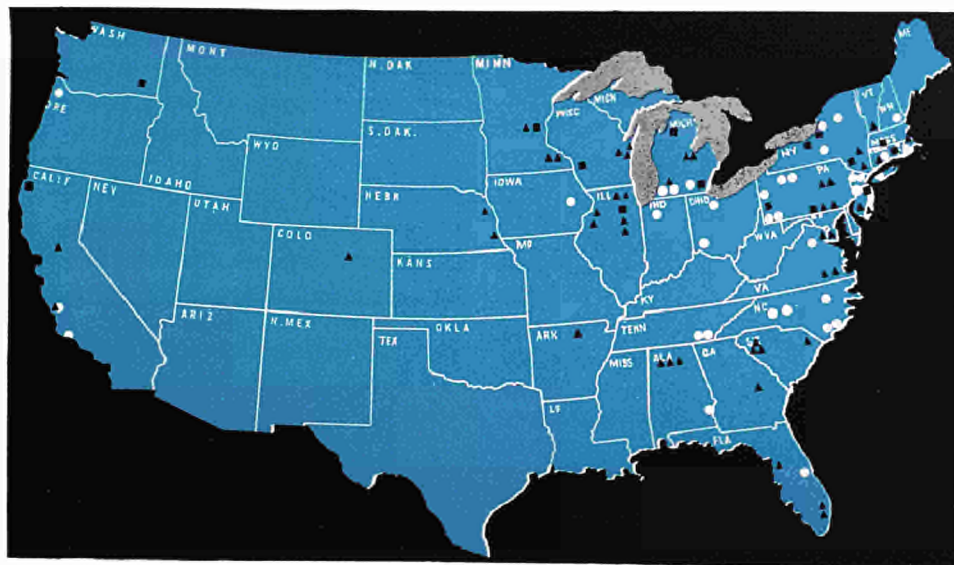 WASH
MONT
N.DAK
MINN
ME
VT
NH
ORE
WISC
MICH
MICH
S.DAK.
MASS
WYO
NY
IDAHO
CALIF
NEV
IOWA
PA
NEBR
ILL
IND
OHIO
UTAH
COLO
MO
W.VA
KANS
KY
VA
ARIZ
N.MEX
OKLA
TENN
NC
TEX
ARK
MISS
ALA
GA
LA
FLA